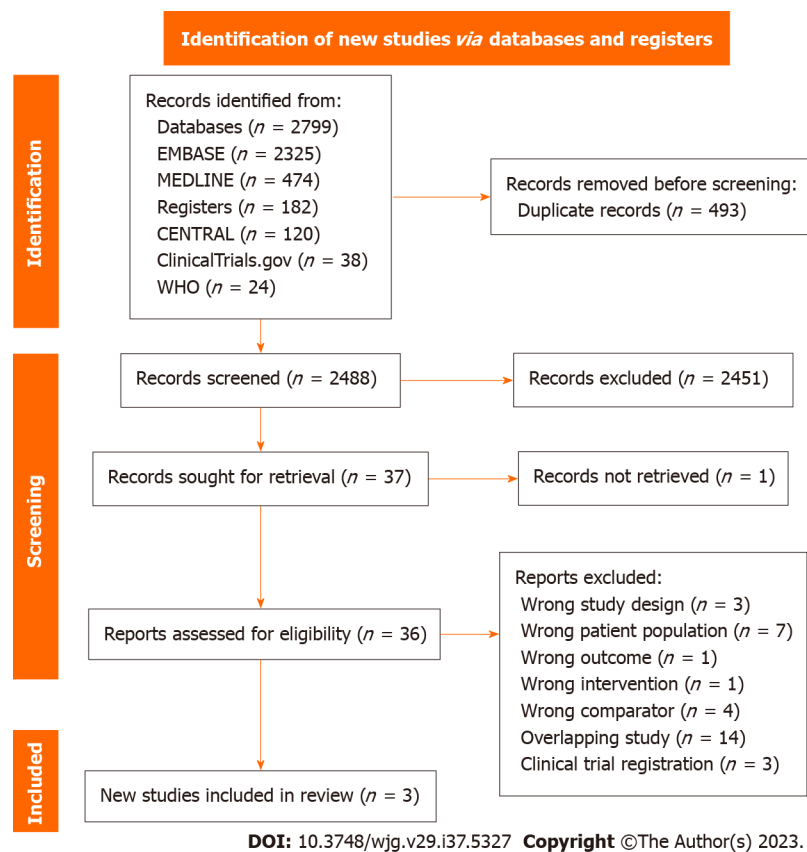 Identification of new studies via databases and registers
Identification
Records identified from:
Databases (n = 2799)
EMBASE (n = 2325)
MEDLINE (n = 474)
Registers (n = 182)
CENTRAL (n = 120)
ClinicalTrials.gov (n = 38)
WHO (n = 24)
Records removed before screening:
Duplicate records (n = 493)
Screening
Records screened (n = 2488)
Records excluded (n = 2451)
Records sought for retrieval (n = 37)
Records not retrieved (n = 1)
Reports assessed for eligibility (n = 36)
Reports excluded:
Wrong study design (n = 3)
Wrong patient population (n = 7)
Wrong outcome (n = 1)
Wrong intervention (n = 1)
Wrong comparator (n = 4)
Overlapping study (n = 14)
Clinical trial registration (n = 3)
Included
New studies included in review (n = 3)
DOI: 10.3748/wjg.v29.i37.5327 Copyright ©The Author(s) 2023.